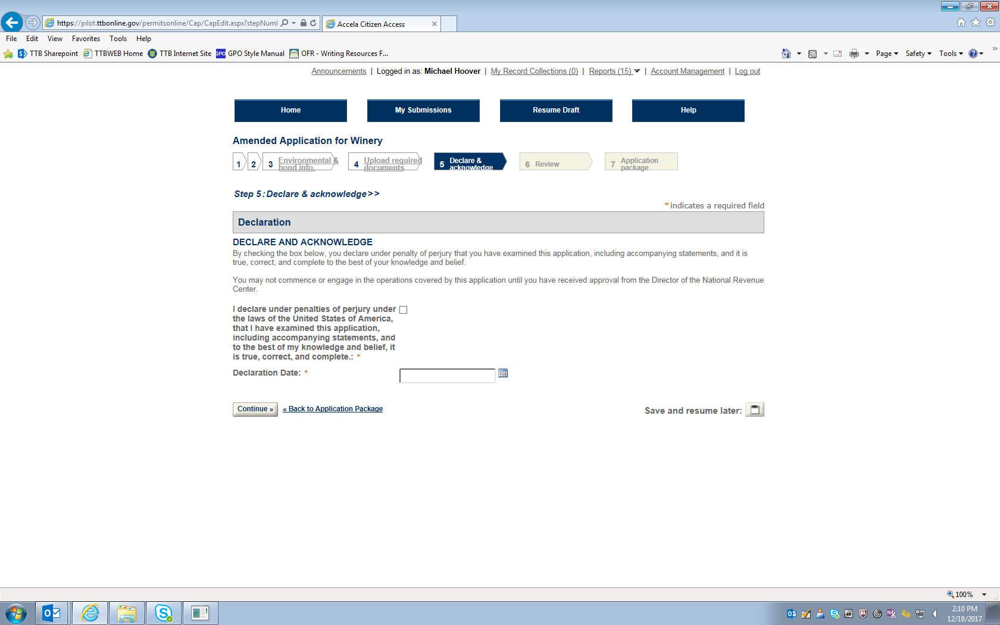 https://pilot.ttbonline.gov/permitsonline/Cap/CapEdit.aspx?stepNuml
Accela Citizen Access
File Edit View Favorites Tools Help
TTB Sharepoint TTBWEB Home TTB Internet Site GPO GPO Style Manual OFR - Writing Resources F...
Page Safety Tools
Announcements | Logged in as: Michael Hoover | My Record Collections (0) | Reports (15) | Account Management | Log out
Home My Submissions Resume Draft Help
Amended Application for Winery
1 2 3 Environmental & bond info. 4 Upload required documents 5 Declare & acknowledge 6 Review 7 Application package
Step 5:Declare & acknowledge>>
*indicates a required field
Declaration
DECLARE AND ACKNOWLEDGE
By checking the box below, you declare under penalty of perjury that you have examined this application, including accompanying statements, and it is
true, correct, and complete to the best of your knowledge and belief.
You may not commence or engage in the operations covered by this application until you have received approval from the Director of the National Revenue
Center.
I declare under penalties of perjury under
the laws of the United States of America,
that I have examined this application,
including accompanying statements, and
to the best of my knowledge and belief, it
is true, correct, and complete.: *
Declaration Date: *
Continue » « Back to Application Package Save and resume later:
100%
2:10 PM
12/18/2017